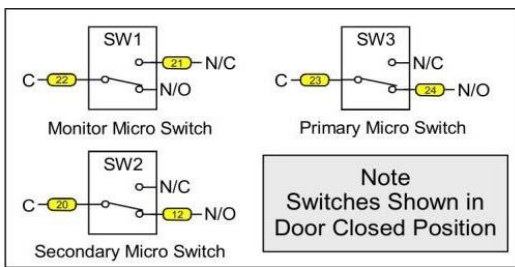 SW1
21 N/C
C 22
N/O
Monitor Micro Switch
SW3
N/C
C 23
24 N/O
Primary Micro Switch
SW2
N/C
C 20
12 N/O
Secondary Micro Switch
Note
Switches Shown in
Door Closed Position